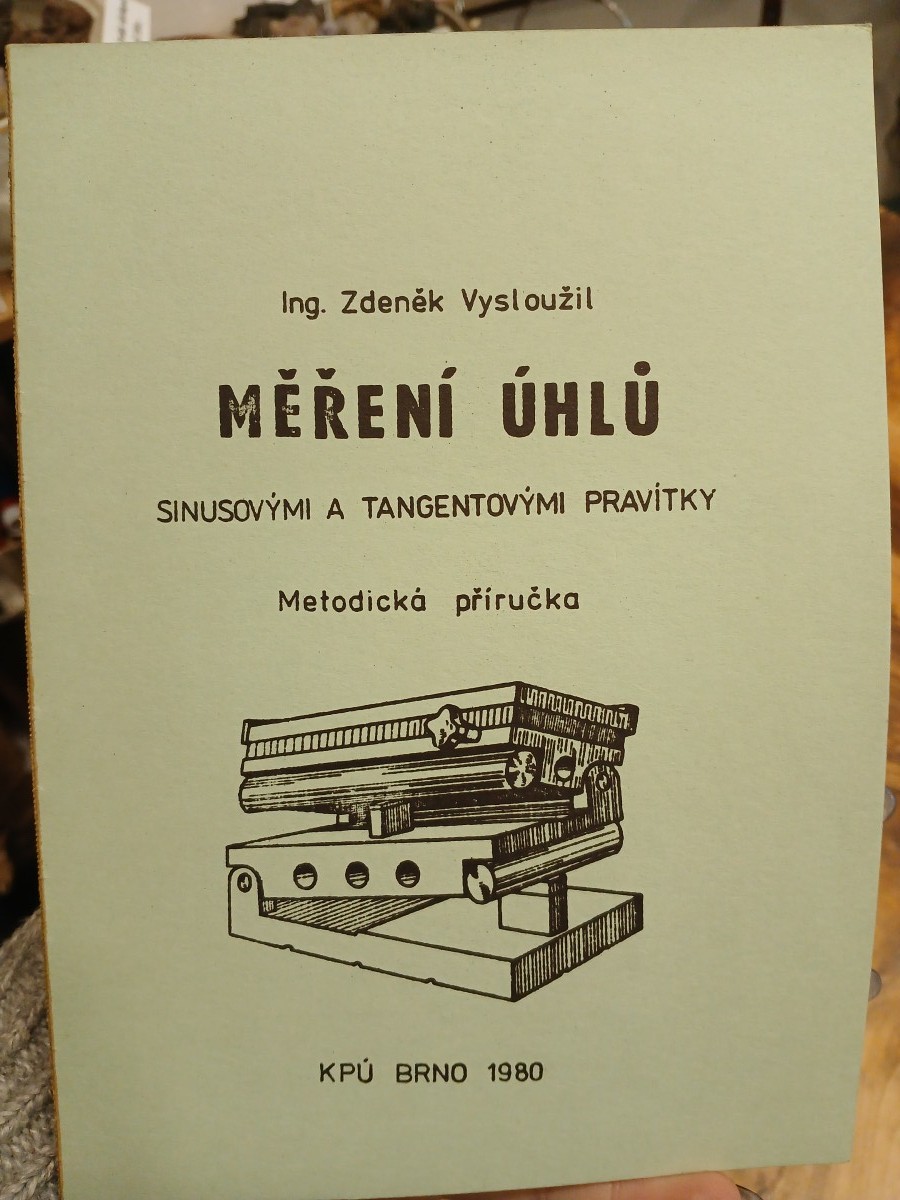 Ing. Zdeněk Vysloužil
MĚŘENÍ ÚHLŮ
SINUSOVÝMI A TANGENTOVÝMI PRAVÍTKY
Metodická příručka
KPÚ BRNO 1980